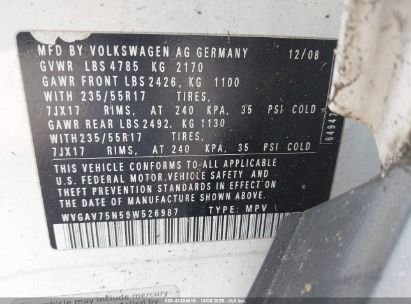 MFD. BY VOLKSWAGEN AG GERMANY 12/08
GVWR LBS 4785 KG 2170
GAWR FRONT LBS 2426, KG 1100
WITH 235/55R17 TIRES,
7JX17 RIMS, AT 240 KPA, 35 PSI COLD
GAWR REAR LBS 2492, KG 1130
WITH 235/55R17 TIRES,
7JX17 RIMS, AT 240 KPA, 35 PSI COLD
THIS VEHICLE CONFORMS TO ALL APPLICABLE
U.S. FEDERAL MOTOR VEHICLE SAFETY AND
THEFT PREVENTION STANDARDS IN EFFECT ON THE
DATE OF MANUFACTURE SHOWN ABOVE.
WVGAV75N59W526987 TYPE: MPV